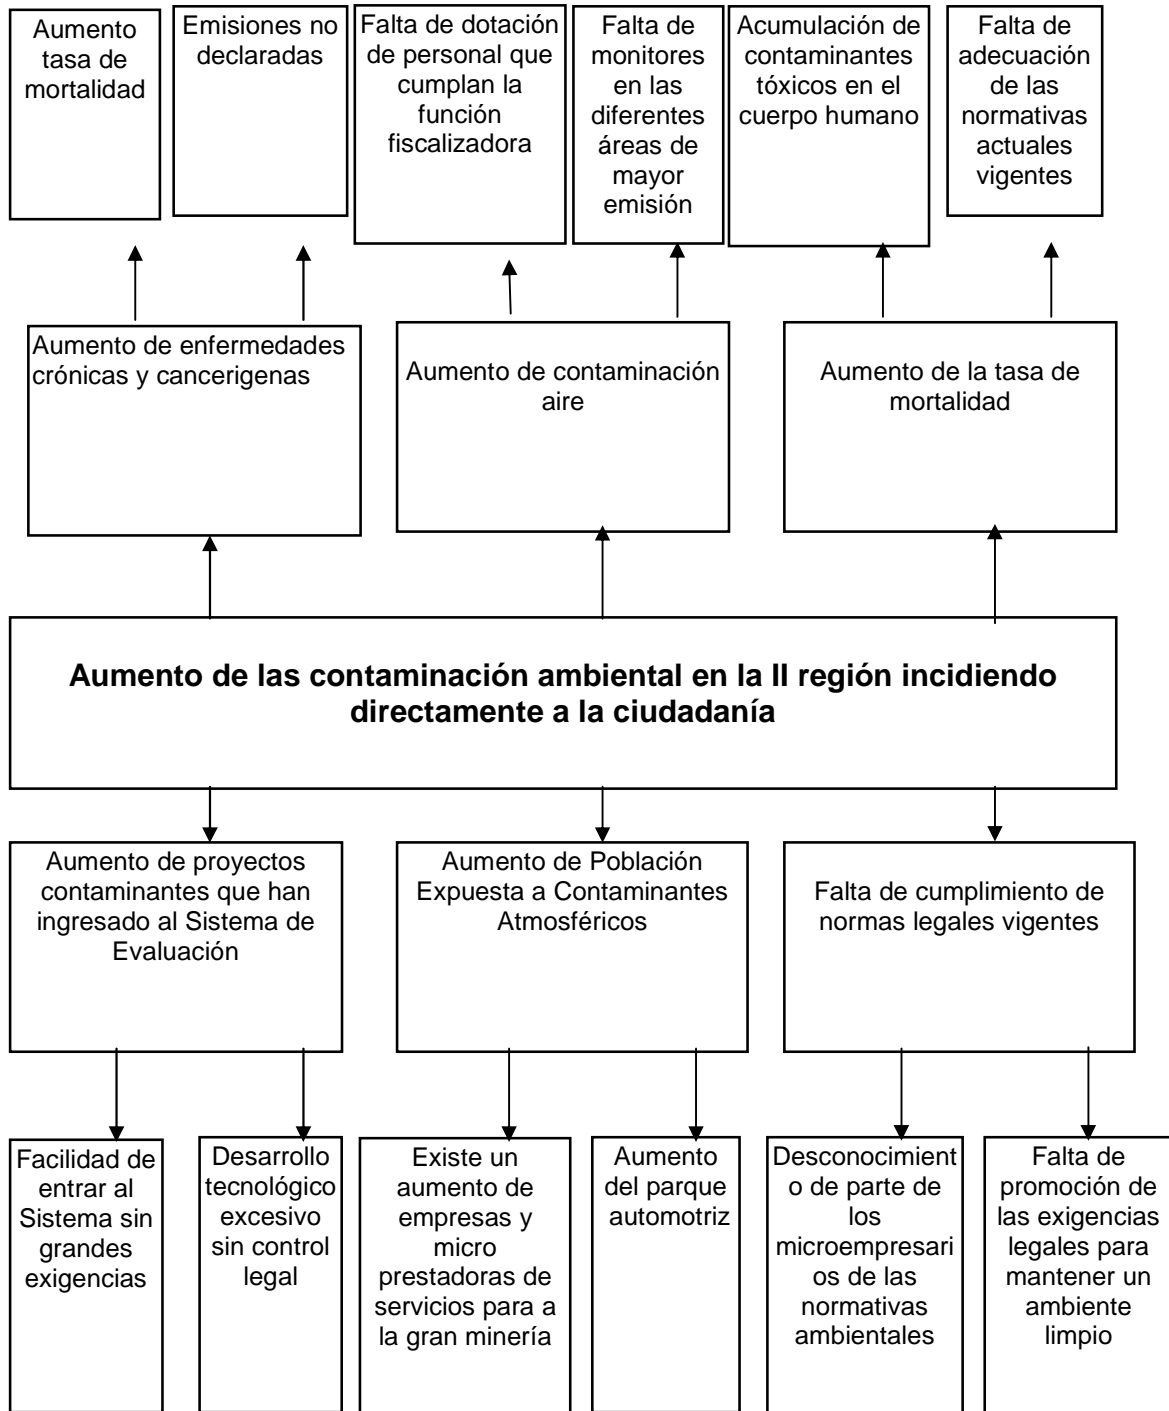 Aumento
tasa de
mortalidad
Emisiones no
declaradas
Falta de dotación
de personal que
cumplan la
función
fiscalizadora
Falta de
monitores
en las
diferentes
áreas de
mayor
emisión
Acumulación de
contaminantes
tóxicos en el
cuerpo humano
Falta de
adecuación
de las
normativas
actuales
vigentes
Aumento de enfermedades
crónicas y cancerigenas
Aumento de contaminación
aire
Aumento de la tasa de
mortalidad
Aumento de las contaminación ambiental en la II región incidiendo
directamente a la ciudadanía
Aumento de proyectos
contaminantes que han
ingresado al Sistema de
Evaluación
Aumento de Población
Expuesta a Contaminantes
Atmosféricos
Falta de cumplimiento de
normas legales vigentes
Facilidad de
entrar al
Sistema sin
grandes
exigencias
Desarrollo
tecnológico
excesivo
sin control
legal
Existe un
aumento de
empresas y
micro
prestadoras de
servicios para a
la gran minería
Aumento
del parque
automotriz
Desconocimient
o de parte de
los
microempresari
os de las
normativas
ambientales
Falta de
promoción de
las exigencias
legales para
mantener un
ambiente
limpio